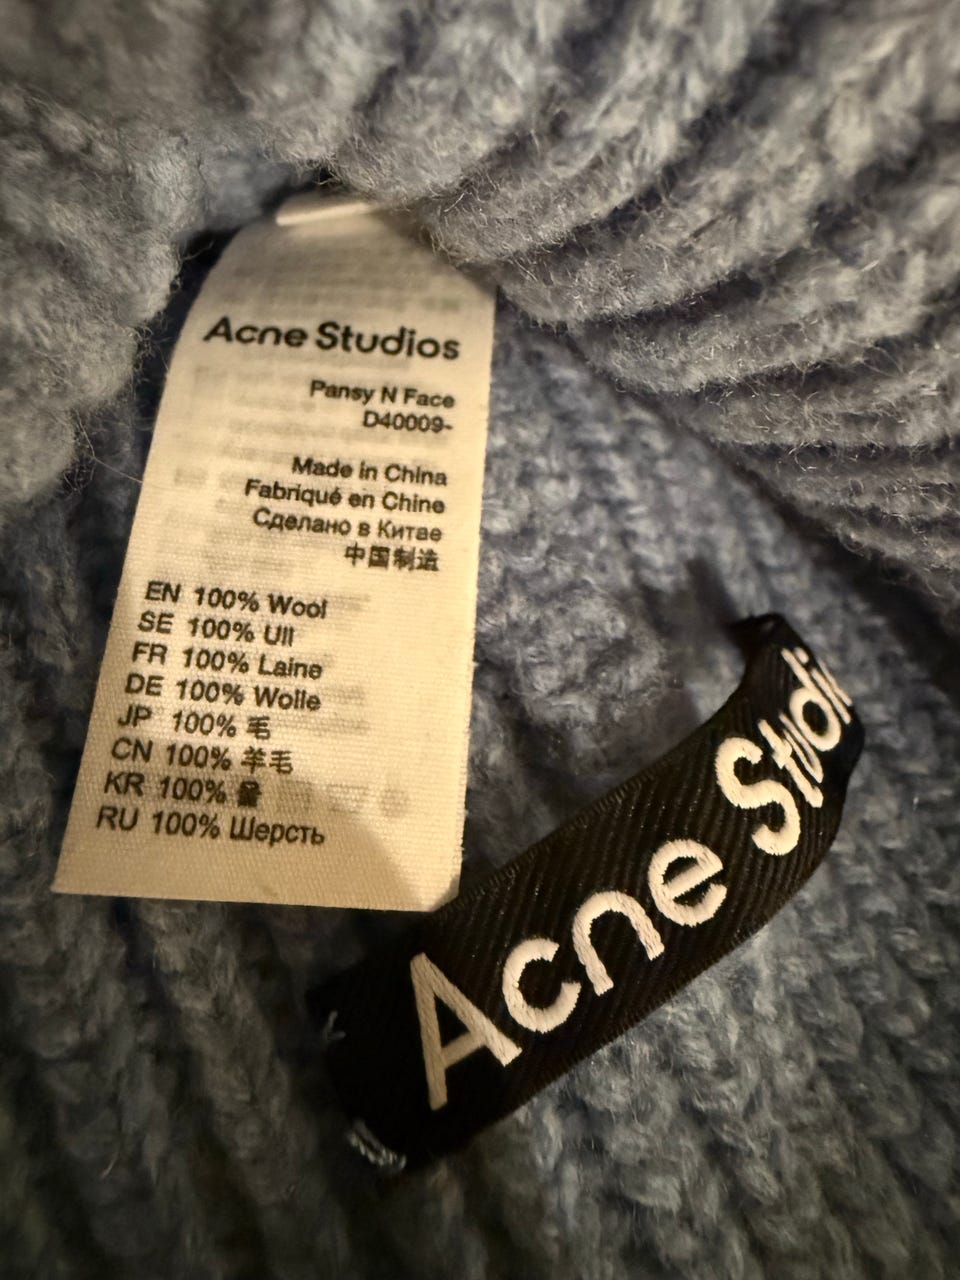 Acne Studios
Pansy N Face
D40009-
Made in China
Fabriqué en Chine
Сделано в Китае
中国制造
EN 100% Wool
SE 100% Ull
FR 100% Laine
DE 100% Wolle
JP 100% 毛
CN 100% 羊毛
KR 100% 울
RU 100% Шерсть
Acne Studi